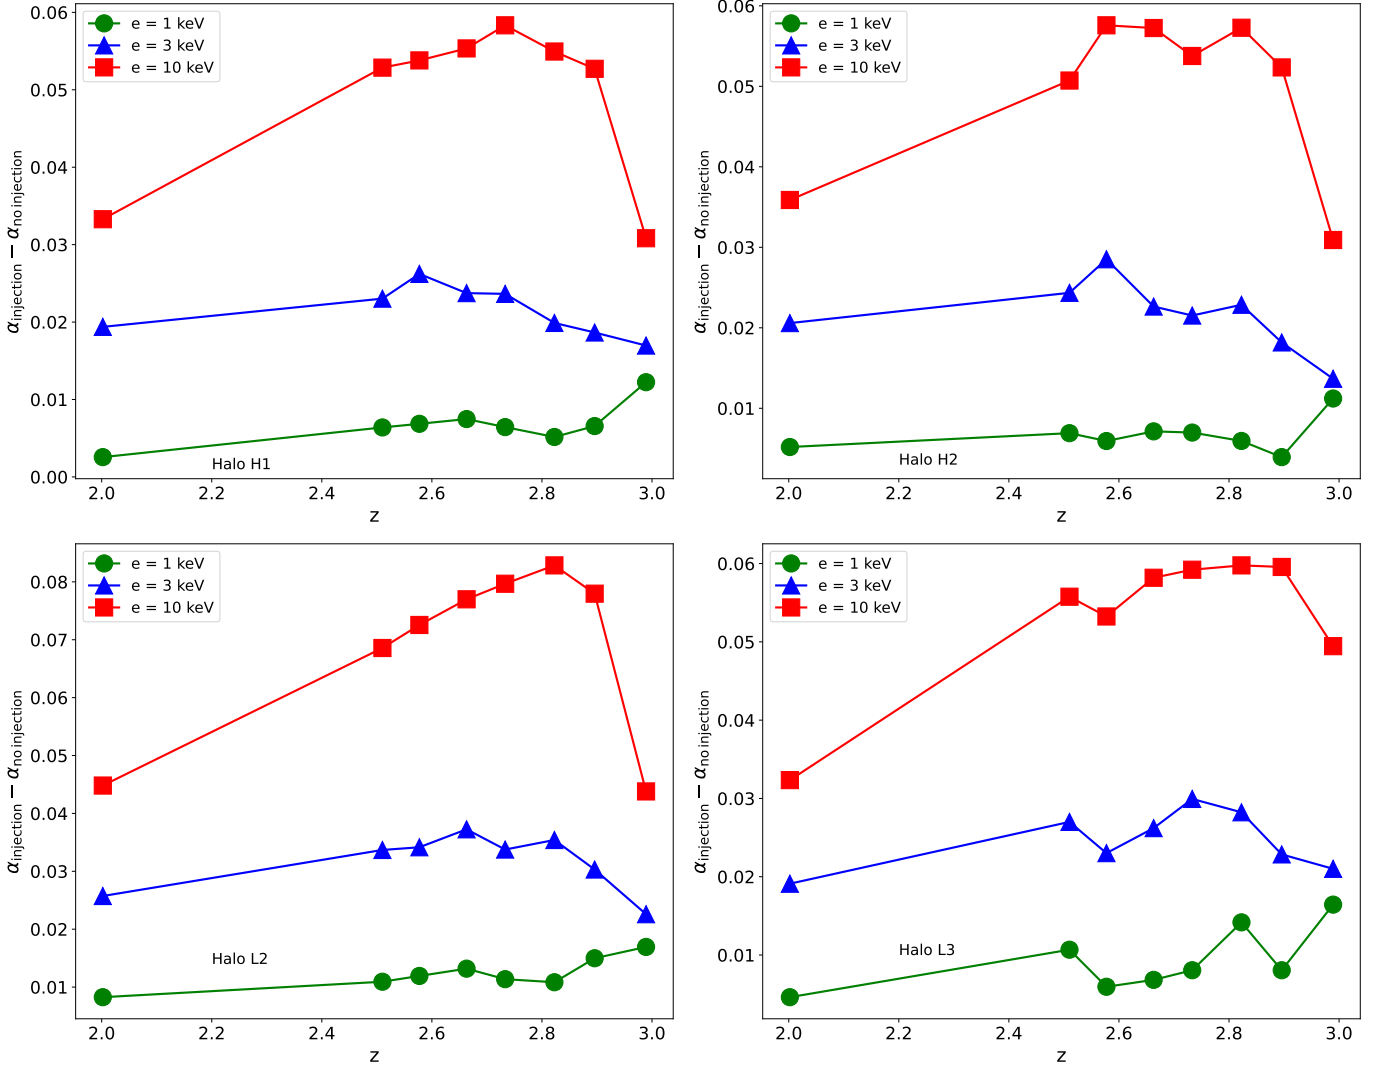 e = 1 keV
e = 3 keV
e = 10 keV
0.06
0.05
0.04
0.03
0.02
0.01
0.00
α_injection − α_no injection
Halo H1
2.0 2.2 2.4 2.6 2.8 3.0
z
e = 1 keV
e = 3 keV
e = 10 keV
0.06
0.05
0.04
0.03
0.02
0.01
α_injection − α_no injection
Halo H2
2.0 2.2 2.4 2.6 2.8 3.0
z
e = 1 keV
e = 3 keV
e = 10 keV
0.08
0.07
0.06
0.05
0.04
0.03
0.02
0.01
α_injection − α_no injection
Halo L2
2.0 2.2 2.4 2.6 2.8 3.0
z
e = 1 keV
e = 3 keV
e = 10 keV
0.06
0.05
0.04
0.03
0.02
0.01
α_injection − α_no injection
Halo L3
2.0 2.2 2.4 2.6 2.8 3.0
z